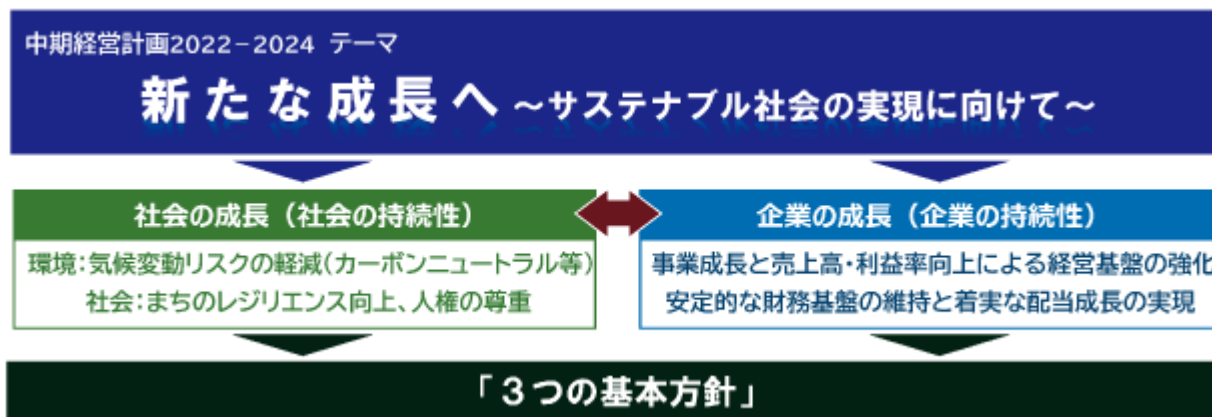 中期経営計画2022−2024 テーマ
新たな成長へ ～サステナブル社会の実現に向けて～
社会の成長（社会の持続性）
環境：気候変動リスクの軽減（カーボンニュートラル等）
社会：まちのレジリエンス向上、人権の尊重
企業の成長（企業の持続性）
事業成長と売上高・利益率向上による経営基盤の強化
安定的な財務基盤の維持と着実な配当成長の実現
「３つの基本方針」